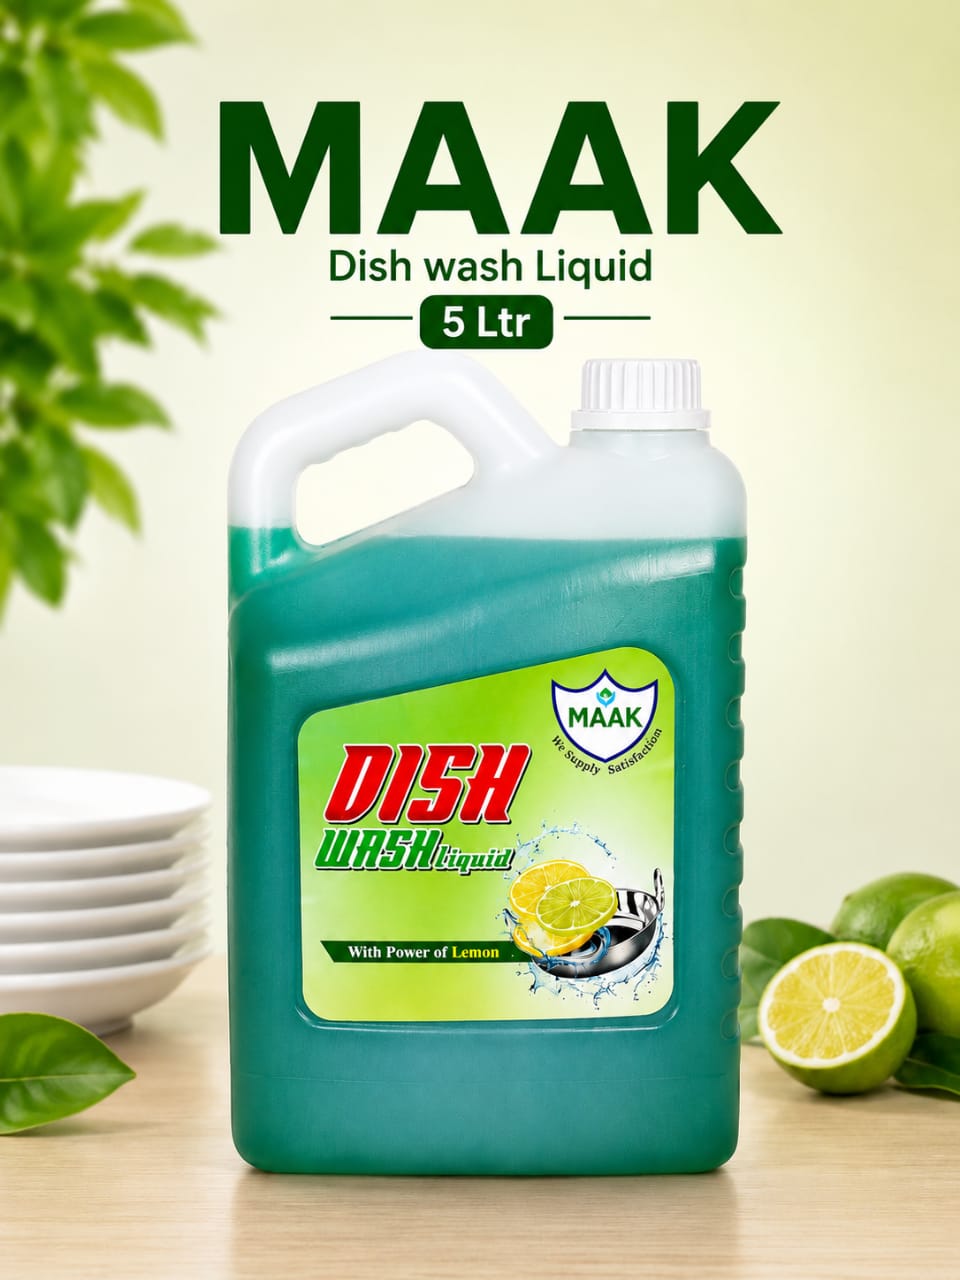 MAAK
Dish wash Liquid
5 Ltr
MAAK
We Supply Satisfaction
DISH
WASH liquid
With Power of Lemon